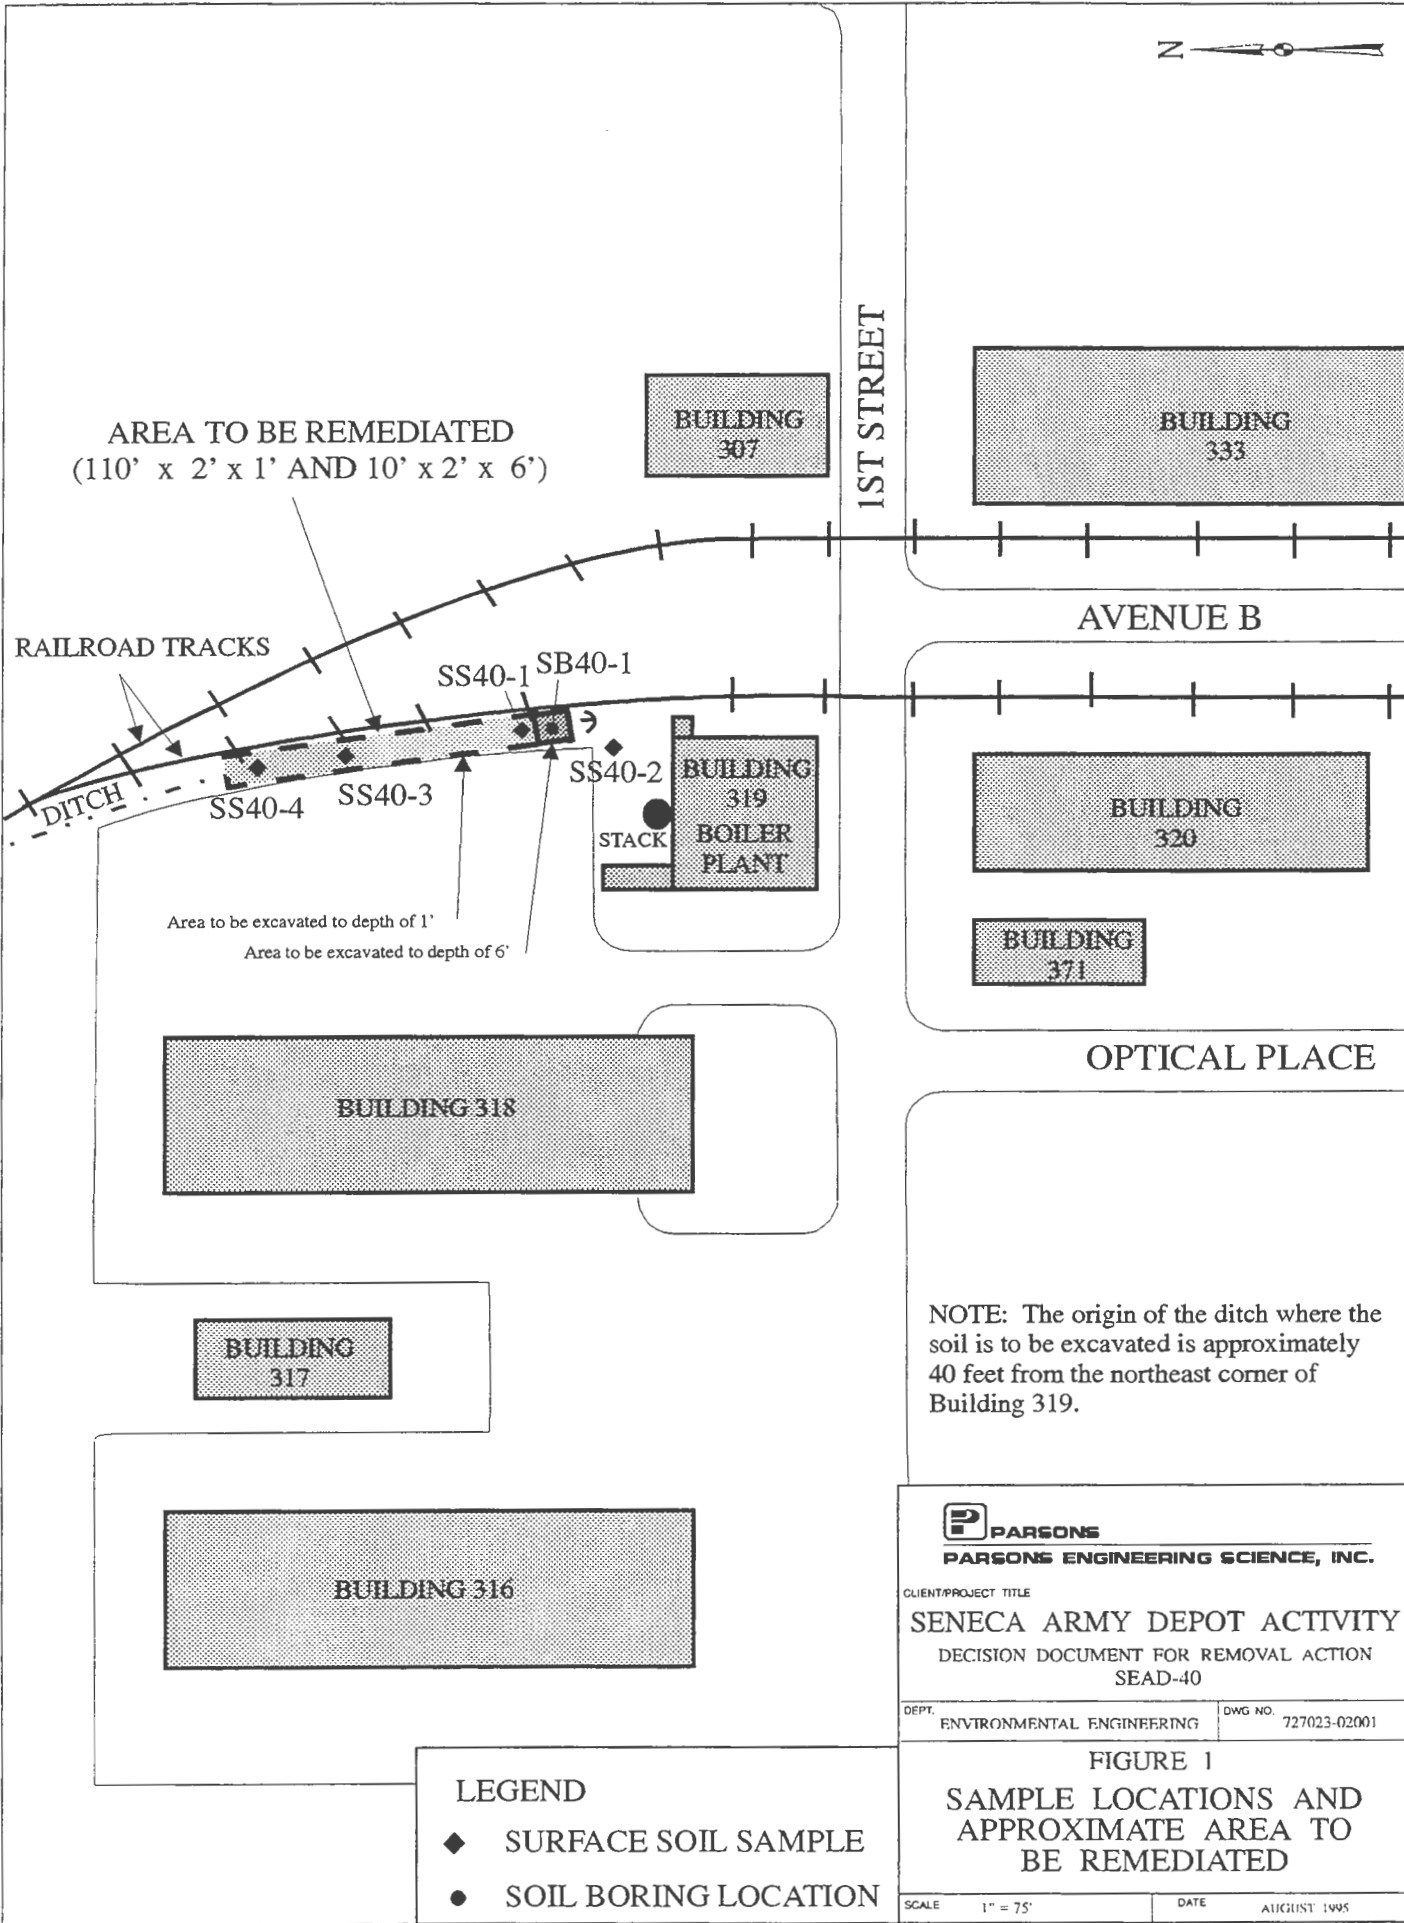 N
1ST STREET
BUILDING
307
BUILDING
333
AREA TO BE REMEDIATED
(110' x 2' x 1' AND 10' x 2' x 6')
AVENUE B
RAILROAD TRACKS
SS40-1
SB40-1
DITCH
SS40-4
SS40-3
SS40-2
STACK
BUILDING
319
BOILER
PLANT
BUILDING
320
Area to be excavated to depth of 1'
Area to be excavated to depth of 6'
BUILDING
371
OPTICAL PLACE
BUILDING 318
BUILDING
317
BUILDING 316
NOTE: The origin of the ditch where the
soil is to be excavated is approximately
40 feet from the northeast corner of
Building 319.
PARSONS
PARSONS ENGINEERING SCIENCE, INC.
CLIENT/PROJECT TITLE
SENECA ARMY DEPOT ACTIVITY
DECISION DOCUMENT FOR REMOVAL ACTION
SEAD-40
DEPT. ENVIRONMENTAL ENGINEERING
DWG NO. 727023-02001
FIGURE 1
SAMPLE LOCATIONS AND
APPROXIMATE AREA TO
BE REMEDIATED
SCALE 1" = 75'
DATE AUGUST 1995
LEGEND
SURFACE SOIL SAMPLE
SOIL BORING LOCATION